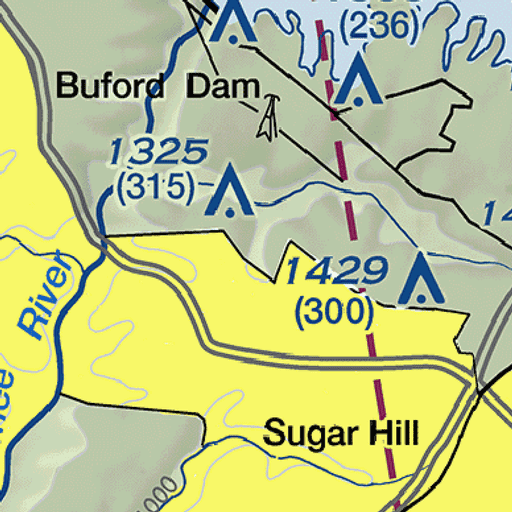 (236)
Buford Dam
1325
(315)
1429
(300)
River
Sugar Hill